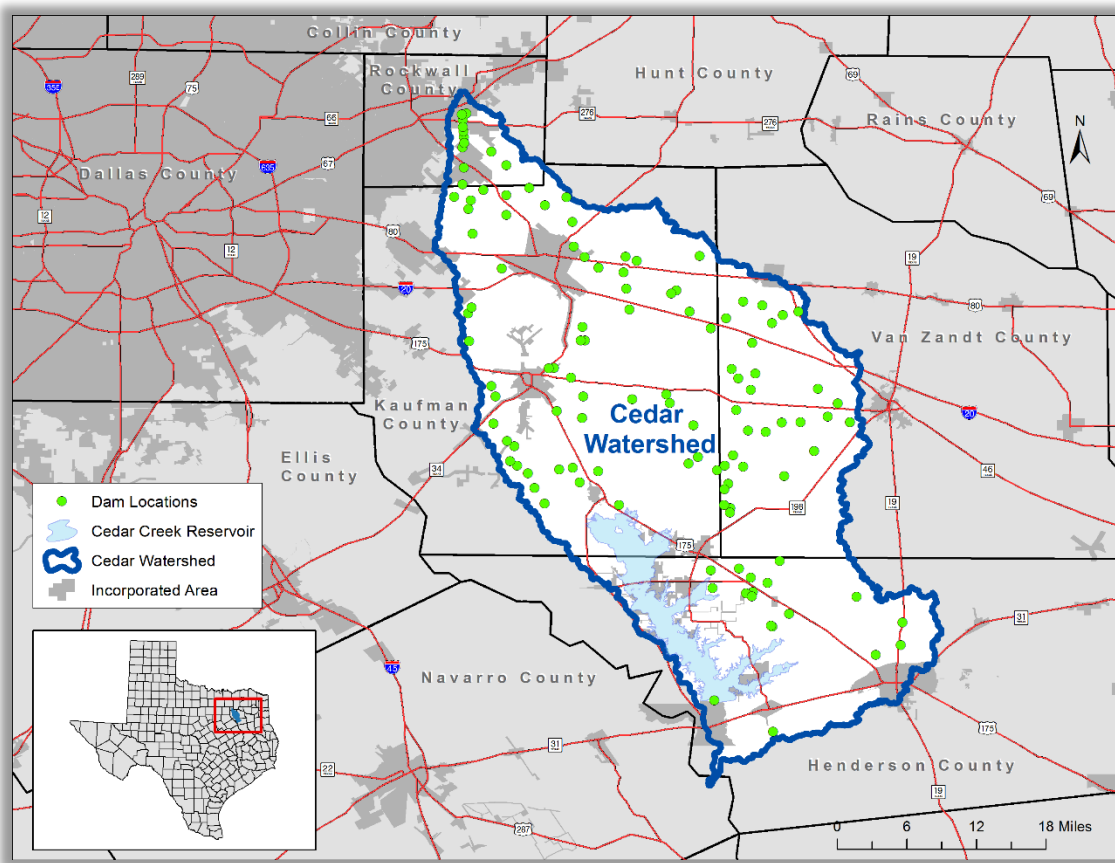 Collin County
Rockwall
County
Hunt County
Rains County
Dallas County
Van Zandt County
Kaufman
County
Ellis
County
Navarro County
Henderson County
Cedar
Watershed
289
75
66
67
276
276
69
69
12
12
80
20
175
19
80
20
34
46
19
198
175
31
45
31
22
287
175
19
N
Dam Locations
Cedar Creek Reservoir
Cedar Watershed
Incorporated Area
0 6 12 18 Miles